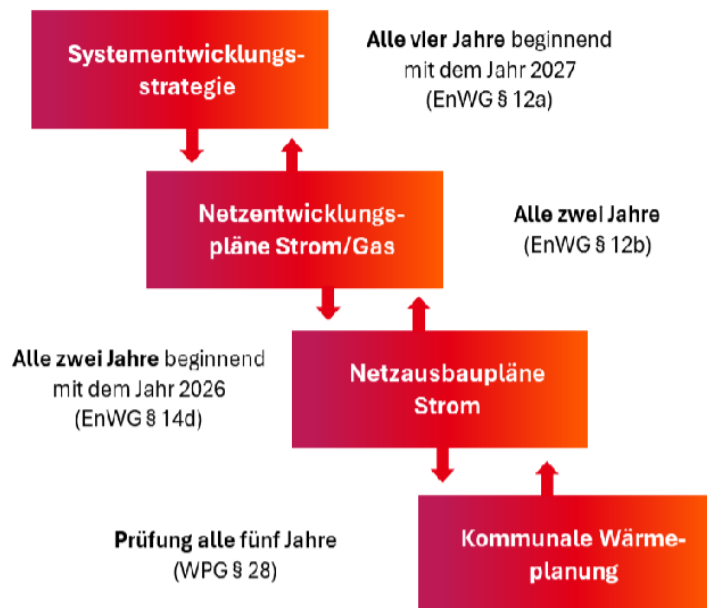 Systementwicklungs-
strategie
Alle vier Jahre beginnend
mit dem Jahr 2027
(EnWG § 12a)
Netzentwicklungs-
pläne Strom/Gas
Alle zwei Jahre
(EnWG § 12b)
Alle zwei Jahre beginnend
mit dem Jahr 2026
(EnWG § 14d)
Netzausbaupläne
Strom
Prüfung alle fünf Jahre
(WPG § 28)
Kommunale Wärme-
planung